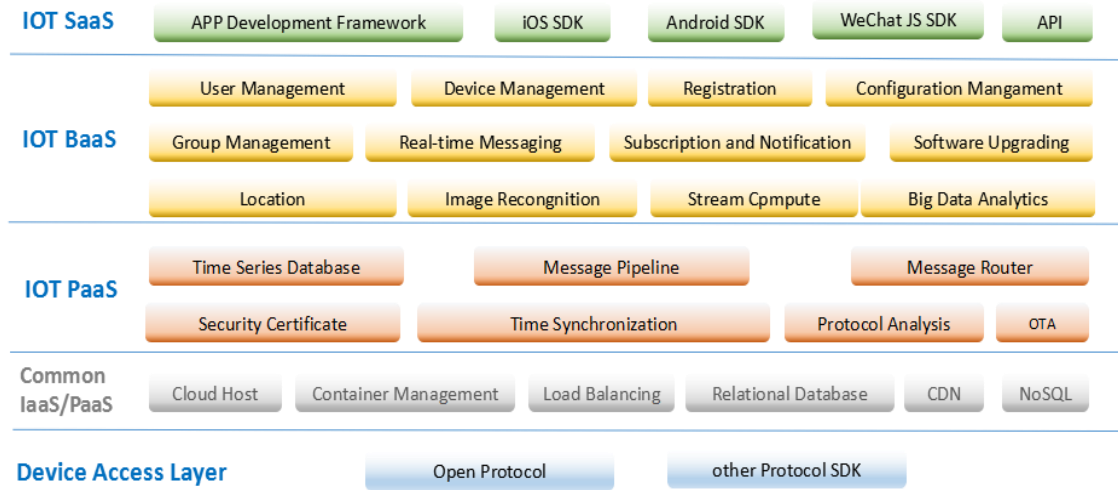 IOT SaaS
APP Development Framework
iOS SDK
Android SDK
WeChat JS SDK
API
IOT BaaS
User Management
Device Management
Registration
Configuration Mangament
Group Management
Real-time Messaging
Subscription and Notification
Software Upgrading
Location
Image Recongnition
Stream Cpmpute
Big Data Analytics
IOT PaaS
Time Series Database
Message Pipeline
Message Router
Security Certificate
Time Synchronization
Protocol Analysis
OTA
Common
IaaS/PaaS
Cloud Host
Container Management
Load Balancing
Relational Database
CDN
NoSQL
Device Access Layer
Open Protocol
other Protocol SDK